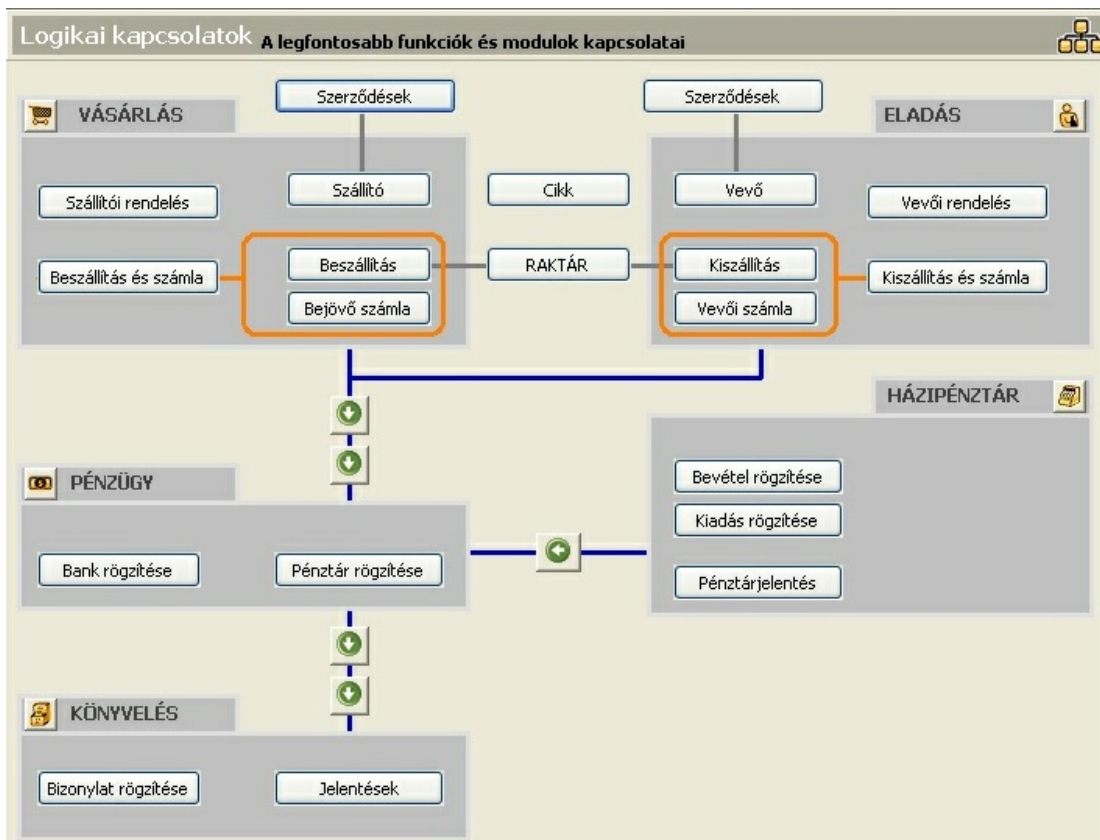 Logikai kapcsolatok A legfontosabb funkciók és modulok kapcsolatai
Szerződések
Szerződések
VÁSÁRLÁS
ELADÁS
Szállítói rendelés
Szállító
Cikk
Vevő
Vevői rendelés
Beszállítás és számla
Beszállítás
RAKTÁR
Kiszállítás
Kiszállítás és számla
Bejövő számla
Vevői számla
HÁZIPÉNZTÁR
PÉNZÜGY
Bevétel rögzítése
Kiadás rögzítése
Bank rögzítése
Pénztár rögzítése
Pénztárjelentés
KÖNYVELÉS
Bizonylat rögzítése
Jelentések